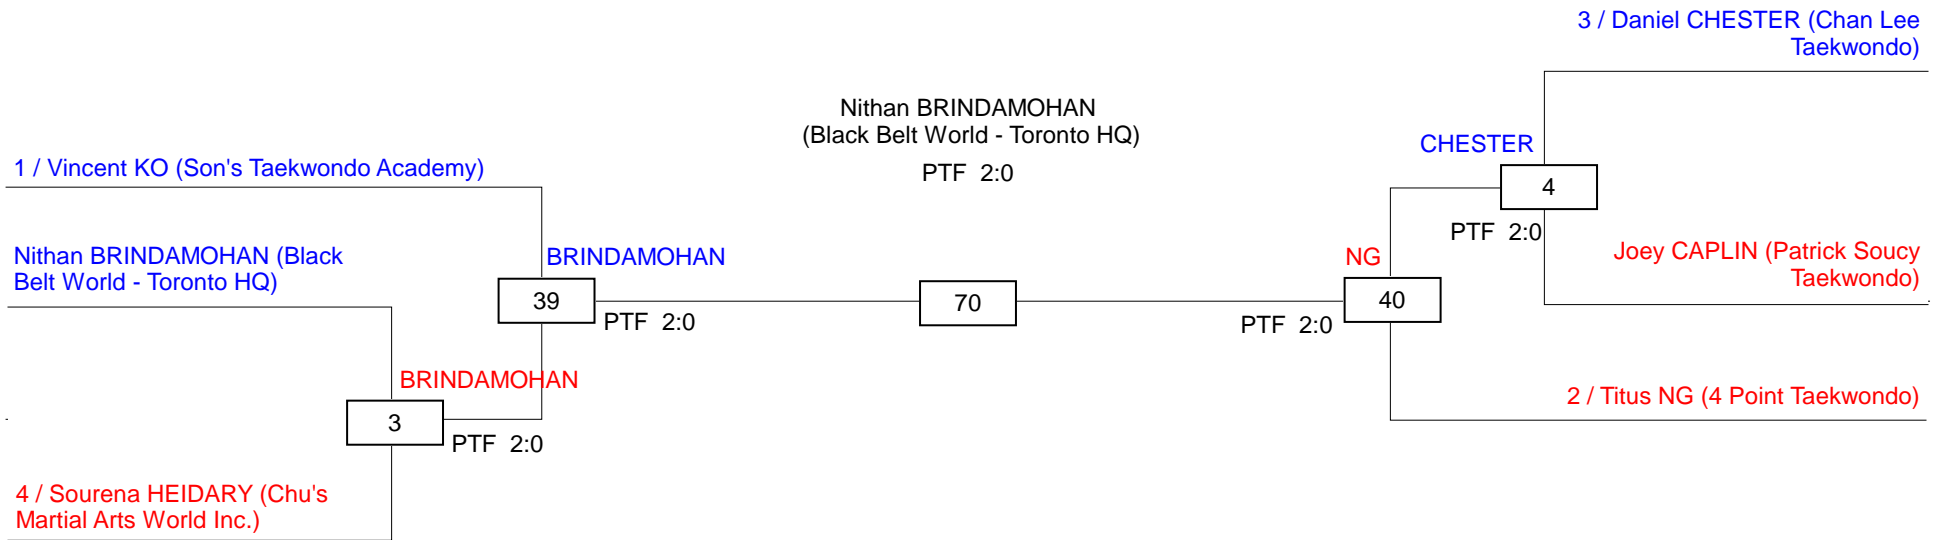 3 / Daniel CHESTER (Chan Lee
Taekwondo)
Nithan BRINDAMOHAN
(Black Belt World - Toronto HQ)
PTF 2:0
CHESTER
1 / Vincent KO (Son's Taekwondo Academy)
4
PTF 2:0
Nithan BRINDAMOHAN (Black
Belt World - Toronto HQ)
BRINDAMOHAN
NG
Joey CAPLIN (Patrick Soucy
Taekwondo)
39
70
40
PTF 2:0
PTF 2:0
BRINDAMOHAN
2 / Titus NG (4 Point Taekwondo)
3
PTF 2:0
4 / Sourena HEIDARY (Chu's
Martial Arts World Inc.)